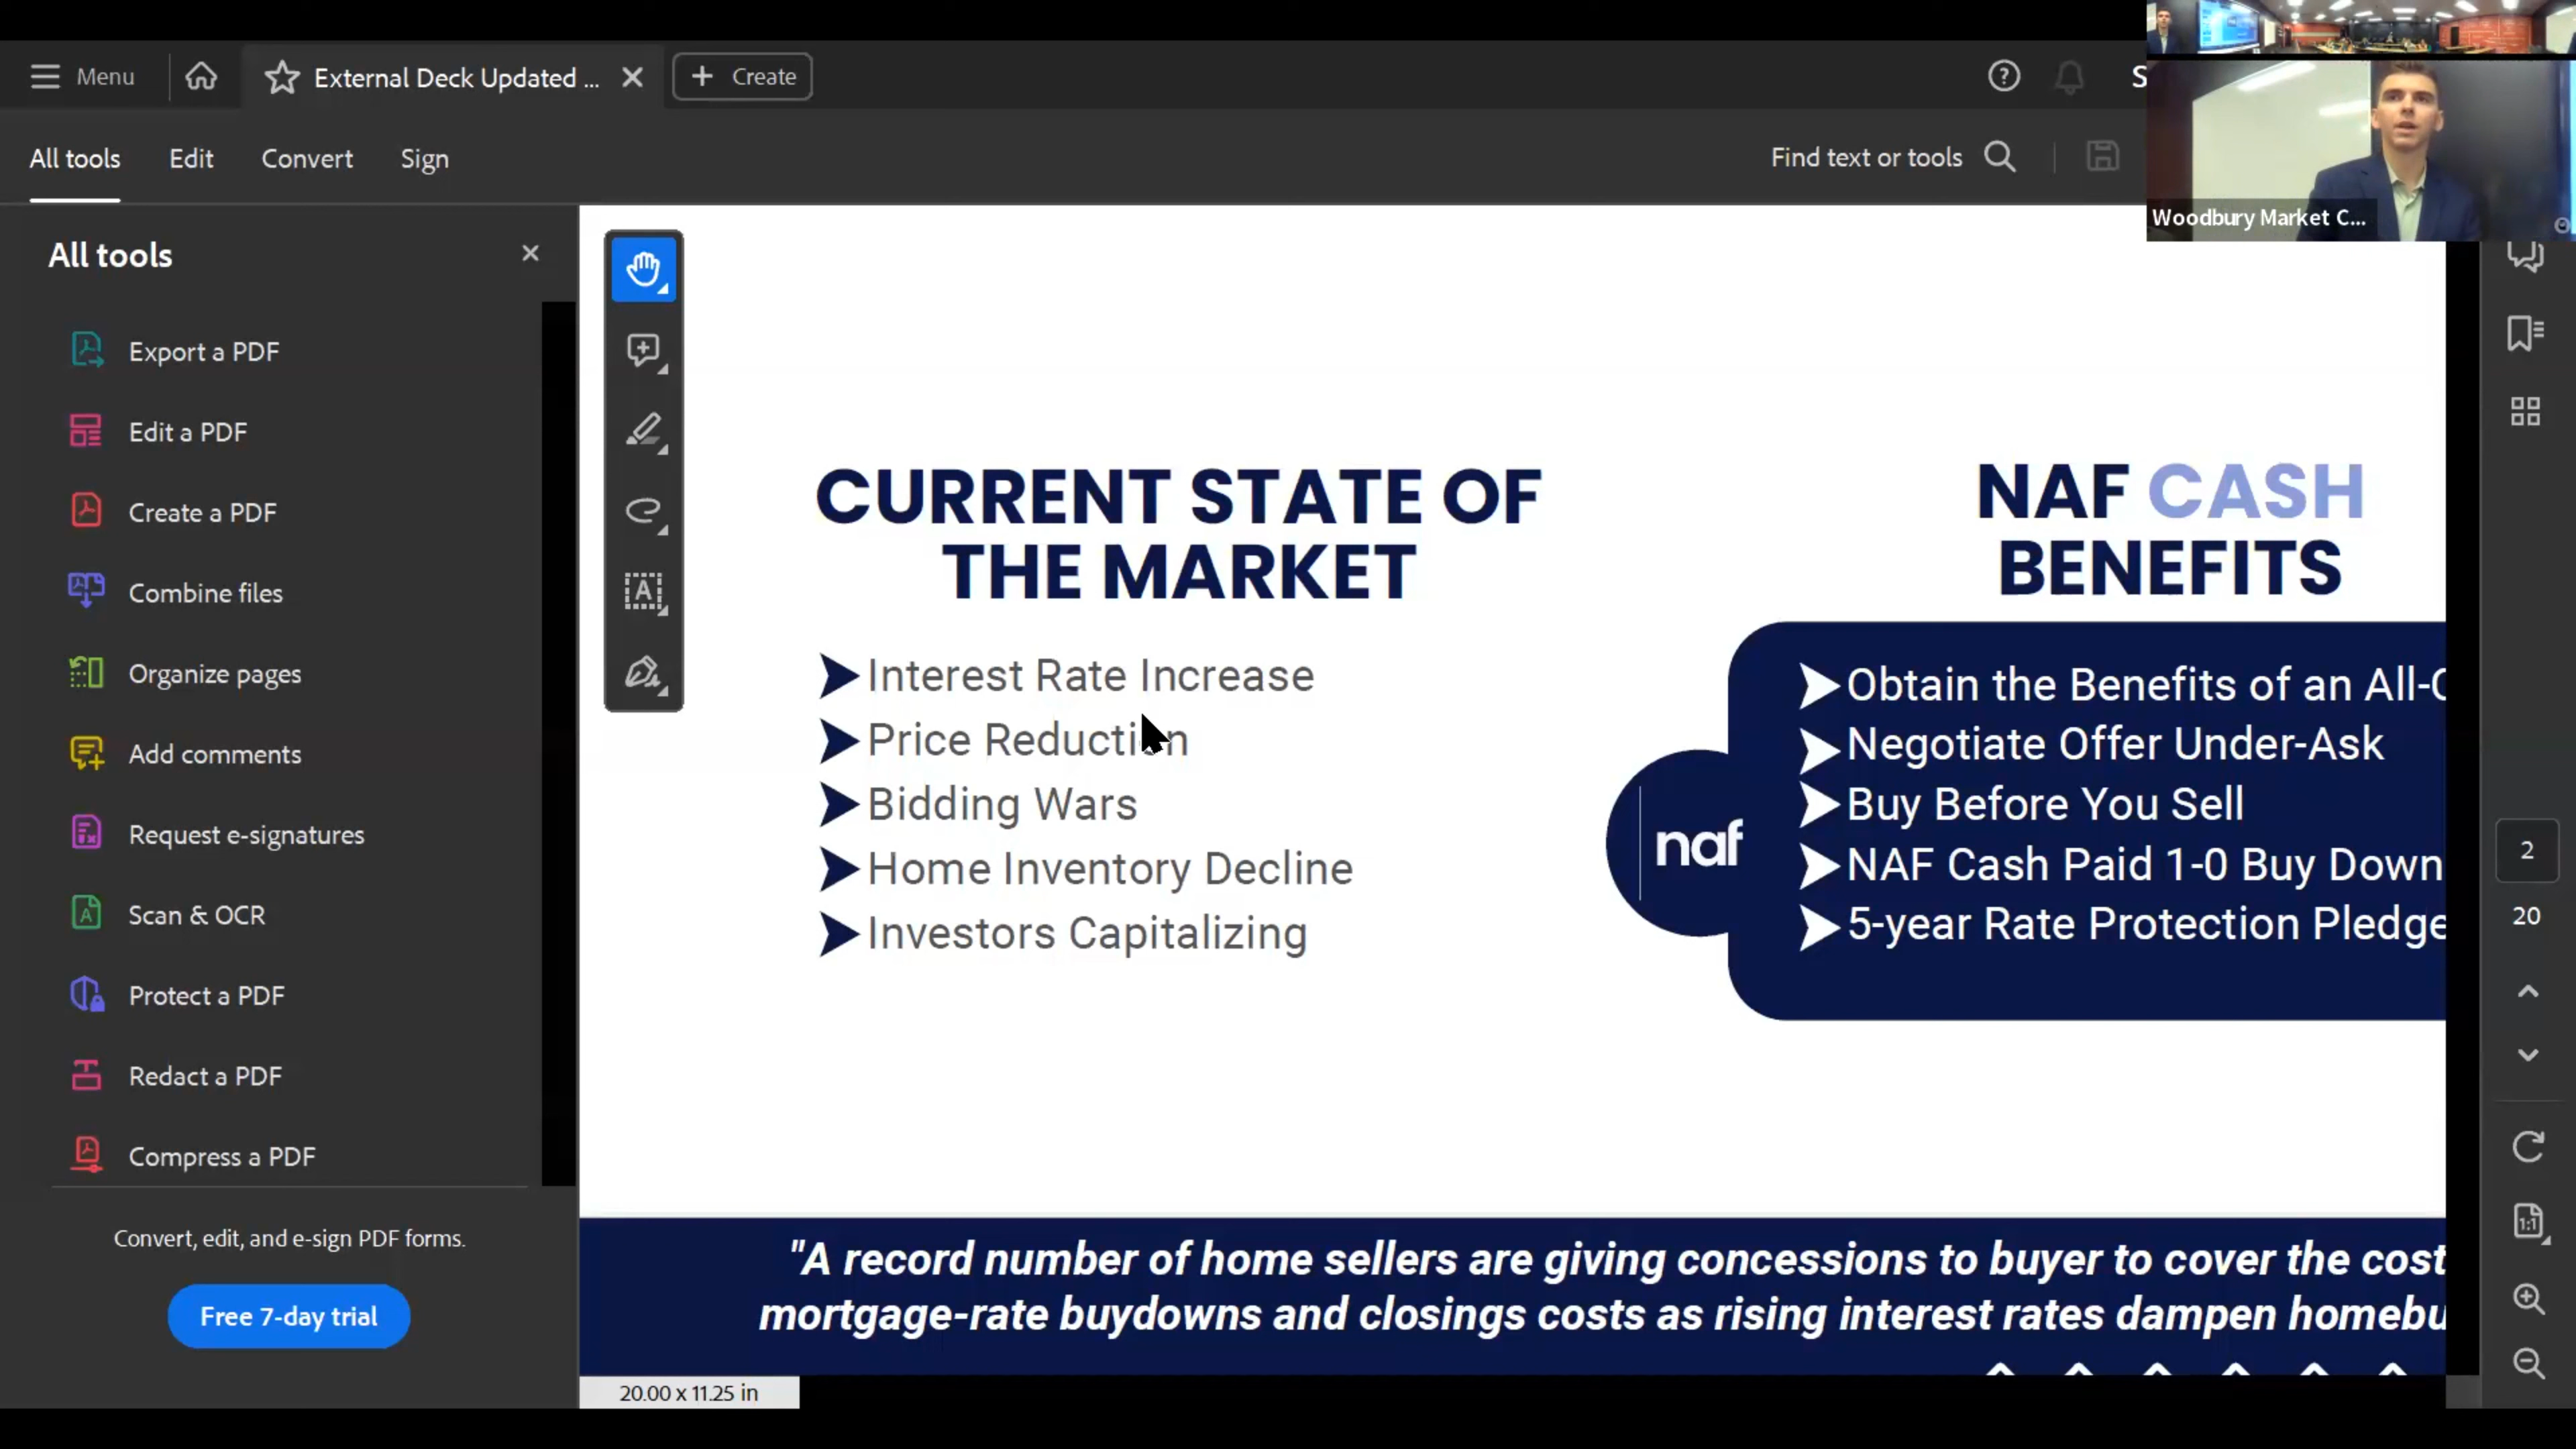 Menu
External Deck Updated ...
Create
All tools
Edit
Convert
Sign
Find text or tools
Woodbury Market C...
All tools
Export a PDF
Edit a PDF
Create a PDF
Combine files
Organize pages
Add comments
Request e-signatures
Scan & OCR
Protect a PDF
Redact a PDF
Compress a PDF
Convert, edit, and e-sign PDF forms.
Free 7-day trial
CURRENT STATE OF
THE MARKET
Interest Rate Increase
Price Reduction
Bidding Wars
Home Inventory Decline
Investors Capitalizing
NAF CASH
BENEFITS
naf
Obtain the Benefits of an All-
Negotiate Offer Under-Ask
Buy Before You Sell
NAF Cash Paid 1-0 Buy Down
5-year Rate Protection Pledge
"A record number of home sellers are giving concessions to buyer to cover the cost
mortgage-rate buydowns and closings costs as rising interest rates dampen homebu
20.00 x 11.25 in
2
20
1:1